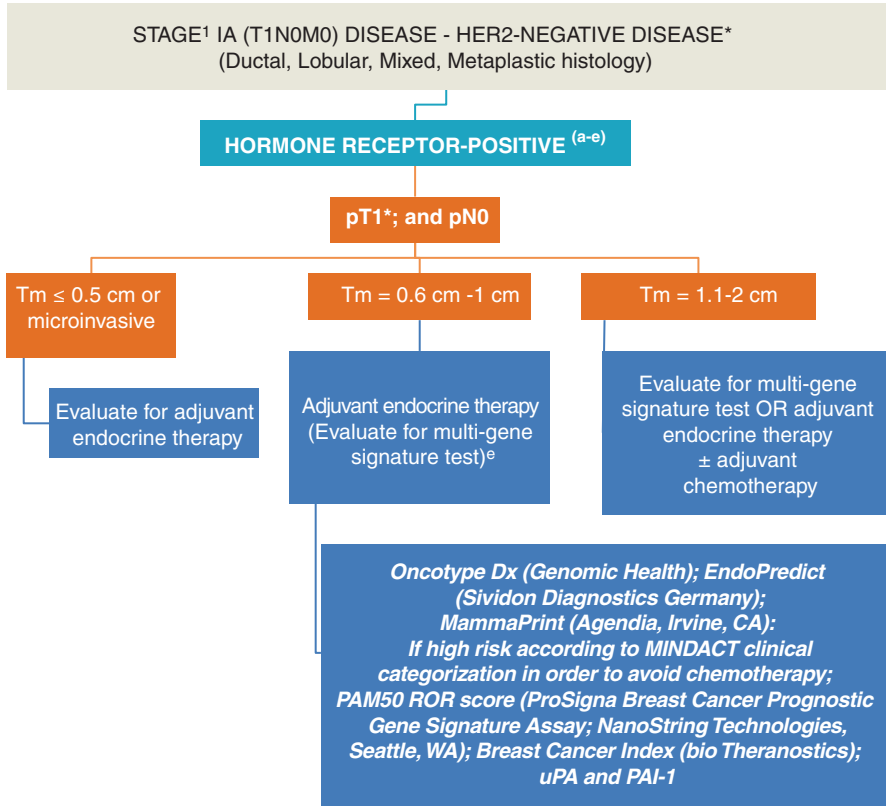 STAGE¹ IA (T1N0M0) DISEASE - HER2-NEGATIVE DISEASE*
(Ductal, Lobular, Mixed, Metaplastic histology)
HORMONE RECEPTOR-POSITIVE (a-e)
pT1*; and pN0
Tm ≤ 0.5 cm or
microinvasive
Tm = 0.6 cm -1 cm
Tm = 1.1-2 cm
Evaluate for adjuvant
endocrine therapy
Adjuvant endocrine therapy
(Evaluate for multi-gene
signature test)ᵉ
Evaluate for multi-gene
signature test OR adjuvant
endocrine therapy
± adjuvant
chemotherapy
Oncotype Dx (Genomic Health); EndoPredict
(Sividon Diagnostics Germany);
MammaPrint (Agendia, Irvine, CA):
If high risk according to MINDACT clinical
categorization in order to avoid chemotherapy;
PAM50 ROR score (ProSigna Breast Cancer Prognostic
Gene Signature Assay; NanoString Technologies,
Seattle, WA); Breast Cancer Index (bio Theranostics);
uPA and PAI-1